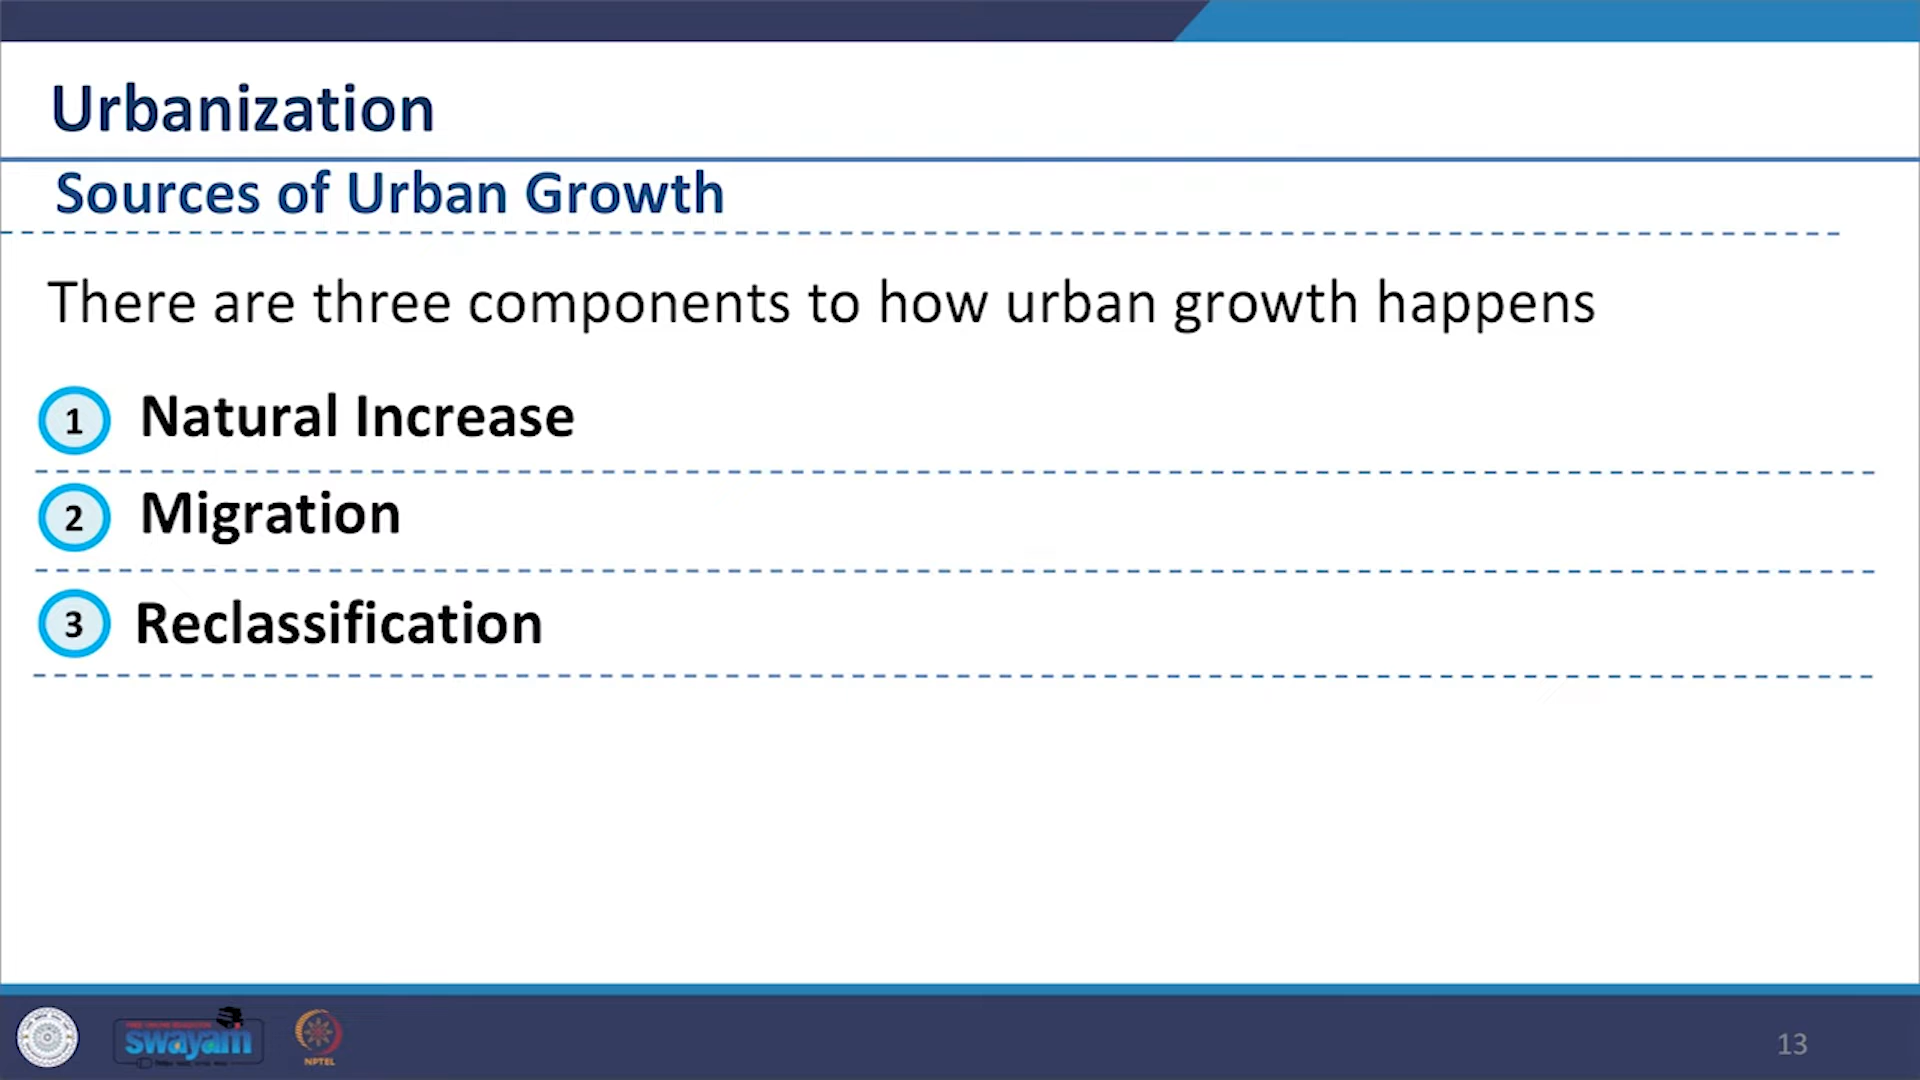 Urbanization
Sources of Urban Growth
There are three components to how urban growth happens
1 Natural Increase
2 Migration
3 Reclassification
swayam
NPTEL
13